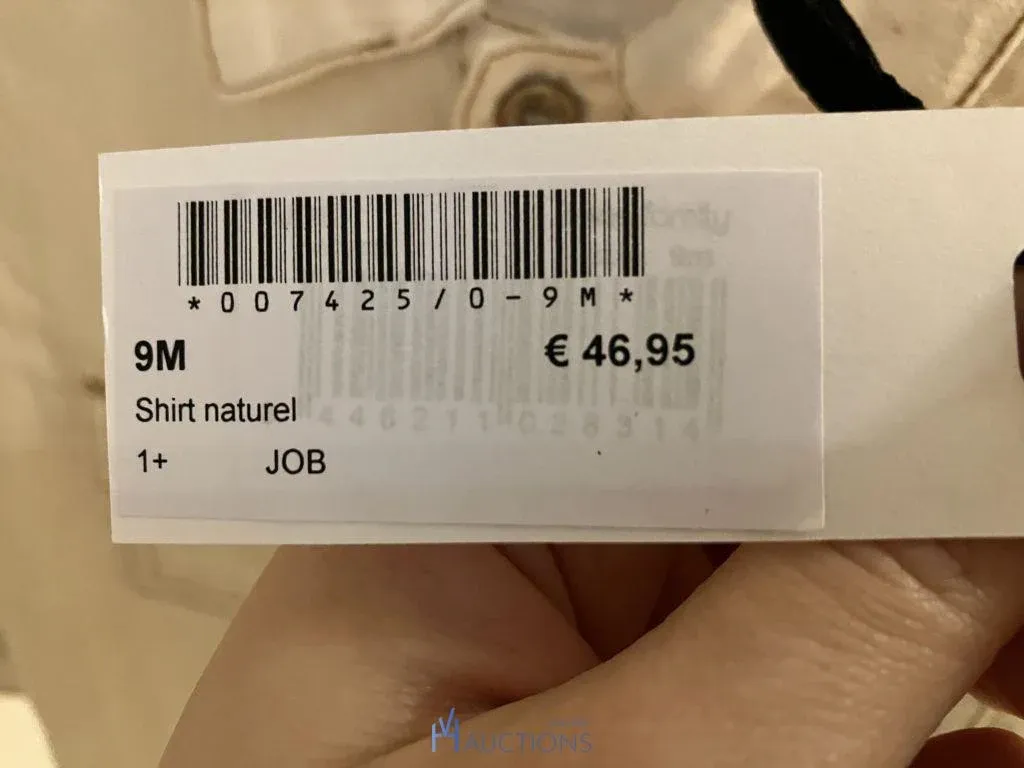 *007425/0-9M*
9M € 46,95
Shirt naturel
1+ JOB
AUCTIONS